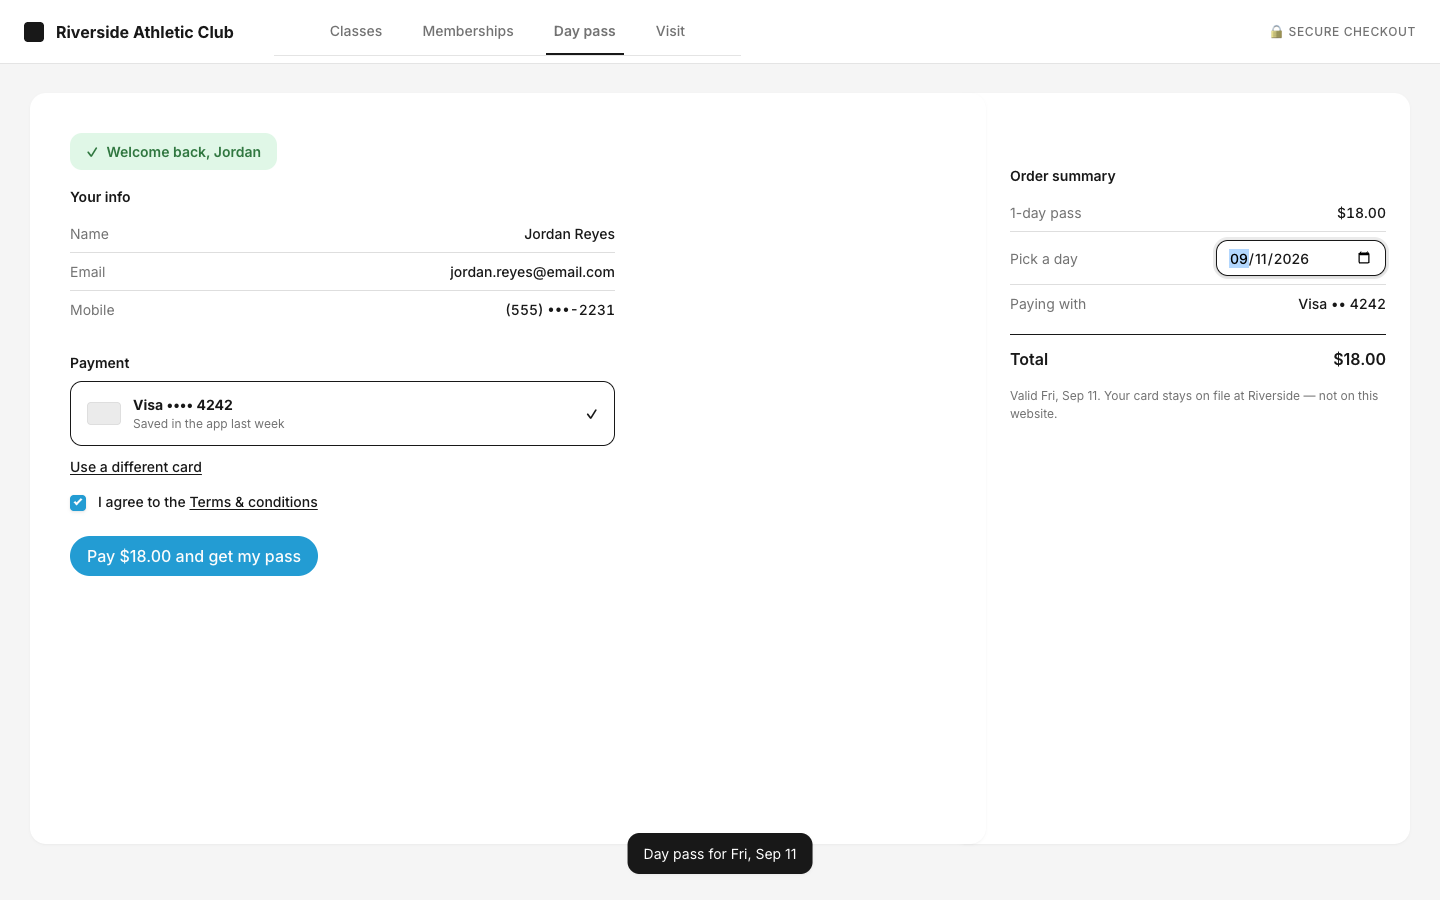 Riverside Athletic Club
Classes
Memberships
Day pass
Visit
🔒 SECURE CHECKOUT
✓ Welcome back, Jordan
Your info
Name Jordan Reyes
Email jordan.reyes@email.com
Mobile (555) •••-2231
Payment
Visa •••• 4242
Saved in the app last week
Use a different card
I agree to the Terms & conditions
Pay $18.00 and get my pass
Order summary
1-day pass $18.00
Pick a day 09/11/2026
Paying with Visa •• 4242
Total $18.00
Valid Fri, Sep 11. Your card stays on file at Riverside — not on this
website.
Day pass for Fri, Sep 11